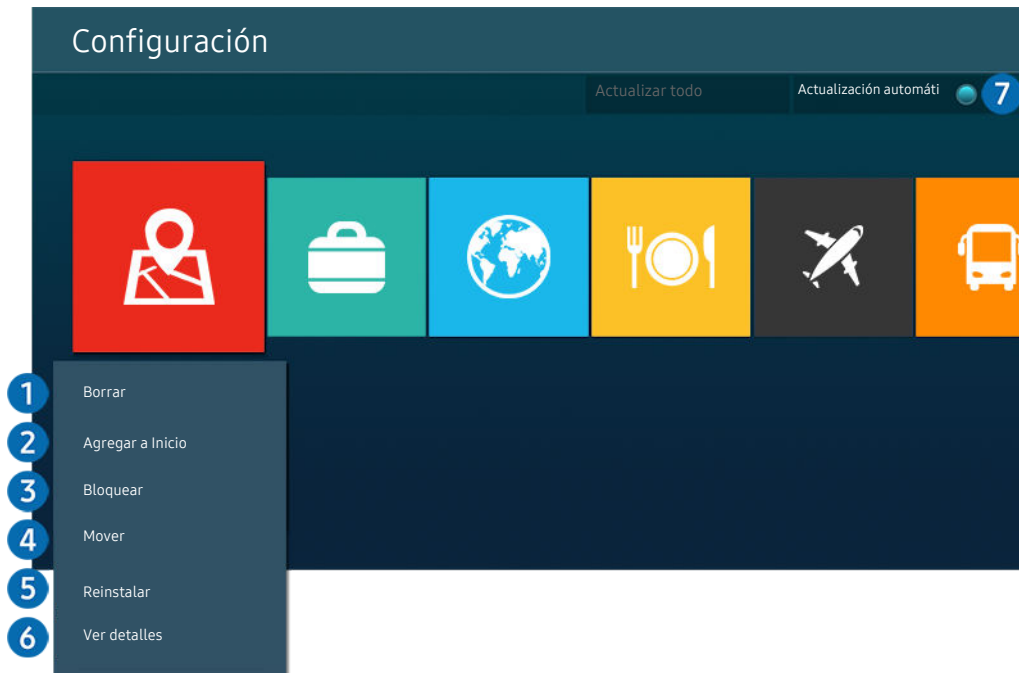 Configuración
Actualizar todo
Actualización automáti
7
1 Borrar
2 Agregar a Inicio
3 Bloquear
4 Mover
5 Reinstalar
6 Ver detalles